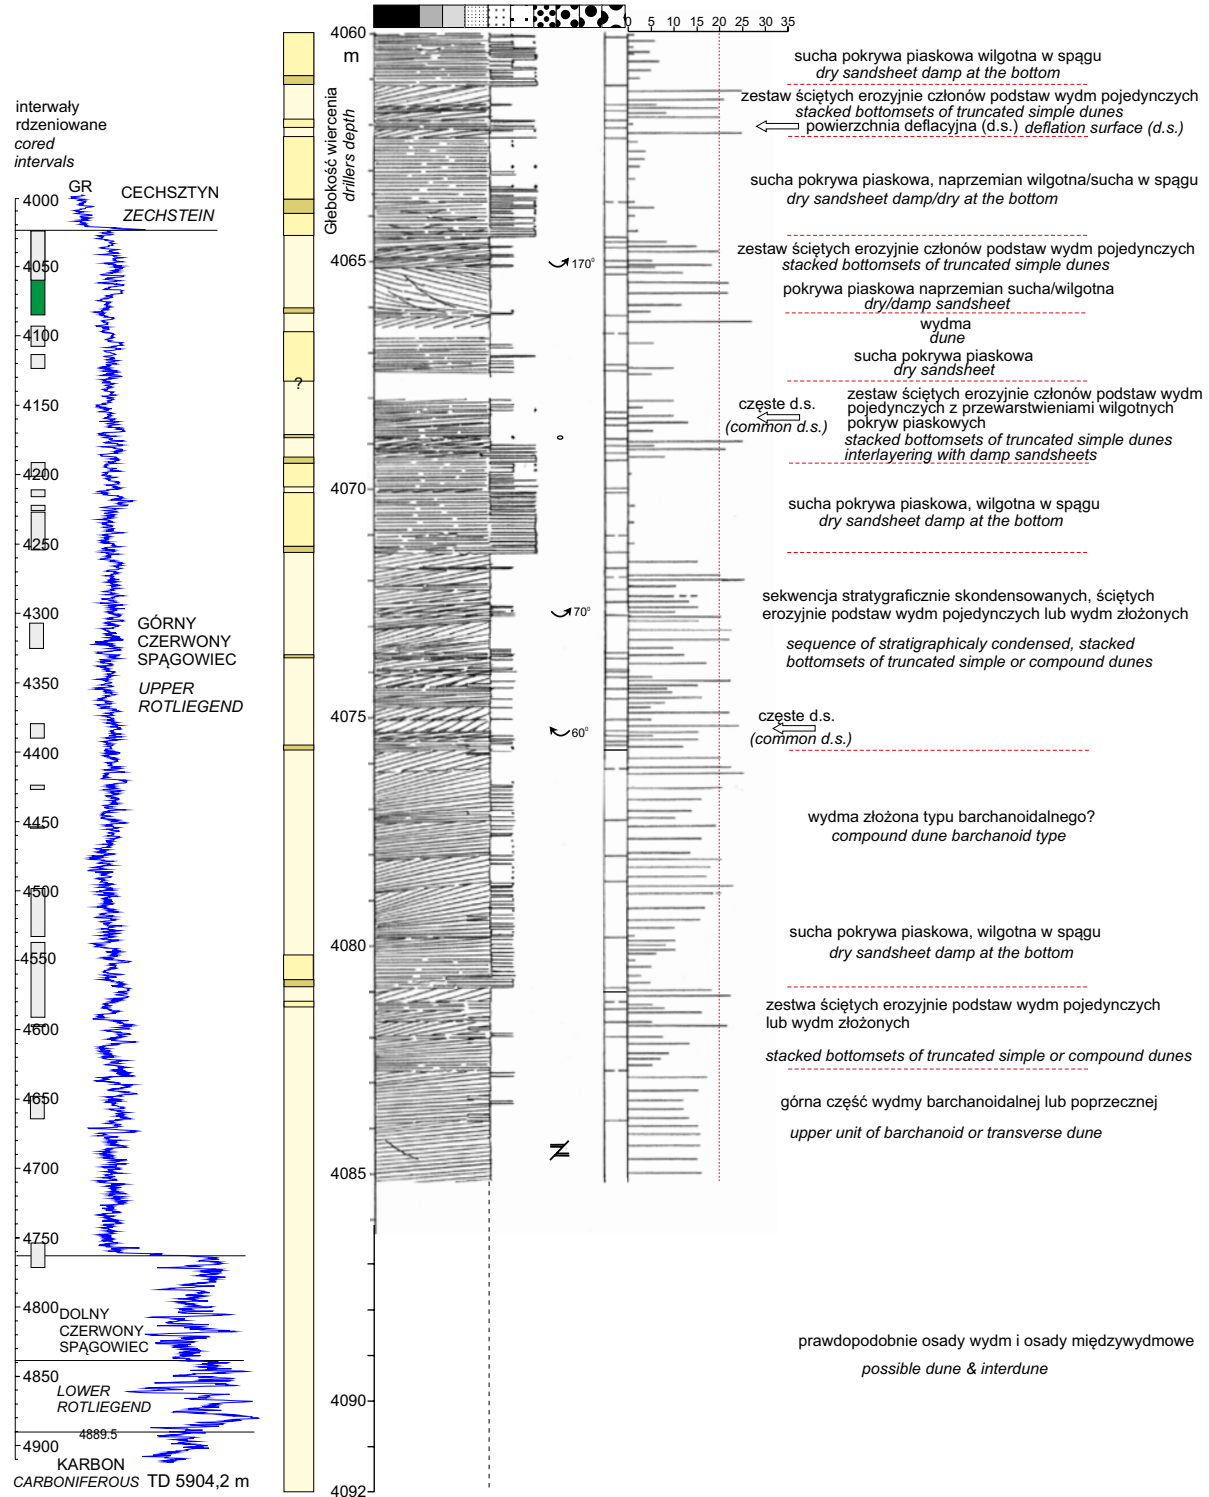 0 5 10 15 20 25 30 35
4060
m
Głebokość wiercenia
drillers depth
4065
4070
4075
4080
4085
4090
4092
interwały
rdzeniowane
cored
intervals
GR
CECHSZTYN
ZECHSTEIN
4000
4050
4100
4150
4200
4250
4300
4350
4400
4450
4500
4550
4600
4650
4700
4750
4800
4850
4900
GÓRNY
CZERWONY
SPĄGOWIEC
UPPER
ROTLIEGEND
DOLNY
CZERWONY
SPĄGOWIEC
LOWER
ROTLIEGEND
4889.5
KARBON
CARBONIFEROUS TD 5904,2 m
?
170°
70°
60°
sucha pokrywa piaskowa wilgotna w spągu
dry sandsheet damp at the bottom
zestaw ściętych erozyjnie członów podstaw wydm pojedynczych
stacked bottomsets of truncated simple dunes
powierzchnia deflacyjna (d.s.) deflation surface (d.s.)
sucha pokrywa piaskowa, naprzemian wilgotna/sucha w spągu
dry sandsheet damp/dry at the bottom
zestaw ściętych erozyjnie członów podstaw wydm pojedynczych
stacked bottomsets of truncated simple dunes
pokrywa piaskowa naprzemian sucha/wilgotna
dry/damp sandsheet
wydma
dune
sucha pokrywa piaskowa
dry sandsheet
częste d.s.
(common d.s.)
zestaw ściętych erozyjnie członów podstaw wydm
pojedynczych z przewarstwieniami wilgotnych
pokryw piaskowych
stacked bottomsets of truncated simple dunes
interlayering with damp sandsheets
sucha pokrywa piaskowa, wilgotna w spągu
dry sandsheet damp at the bottom
sekwencja stratygraficznie skondensowanych, ściętych
erozyjnie podstaw wydm pojedynczych lub wydm złożonych
sequence of stratigraphicaly condensed, stacked
bottomsets of truncated simple or compound dunes
częste d.s.
(common d.s.)
wydma złożona typu barchanoidalnego?
compound dune barchanoid type
sucha pokrywa piaskowa, wilgotna w spągu
dry sandsheet damp at the bottom
zestwa ściętych erozyjnie podstaw wydm pojedynczych
lub wydm złożonych
stacked bottomsets of truncated simple or compound dunes
górna część wydmy barchanoidalnej lub poprzecznej
upper unit of barchanoid or transverse dune
prawdopodobnie osady wydm i osady międzywydmowe
possible dune & interdune